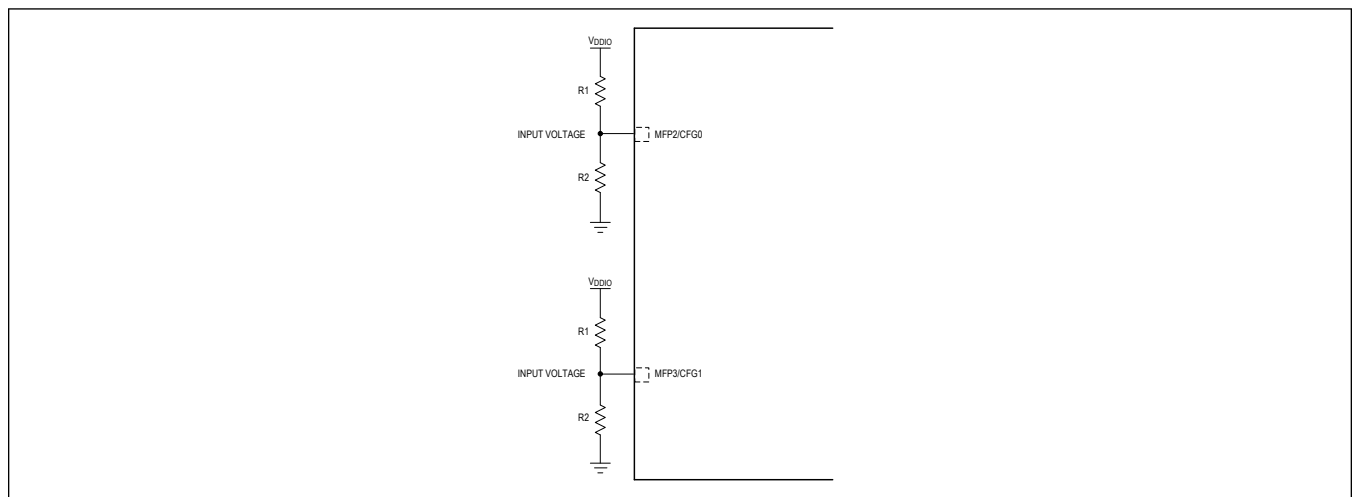 VDDIO
R1
INPUT VOLTAGE MFP2/CFG0
R2
VDDIO
R1
INPUT VOLTAGE MFP3/CFG1
R2